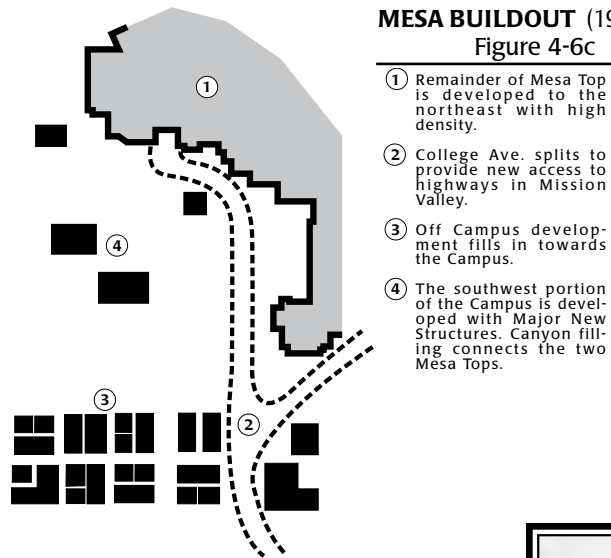 MESA BUILDOUT (19
Figure 4-6c
1 Remainder of Mesa Top
is developed to the
northeast with high
density.
2 College Ave. splits to
provide new access to
highways in Mission
Valley.
3 Off Campus develop-
ment fills in towards
the Campus.
4 The southwest portion
of the Campus is devel-
oped with Major New
Structures. Canyon fill-
ing connects the two
Mesa Tops.
1
4
3
2